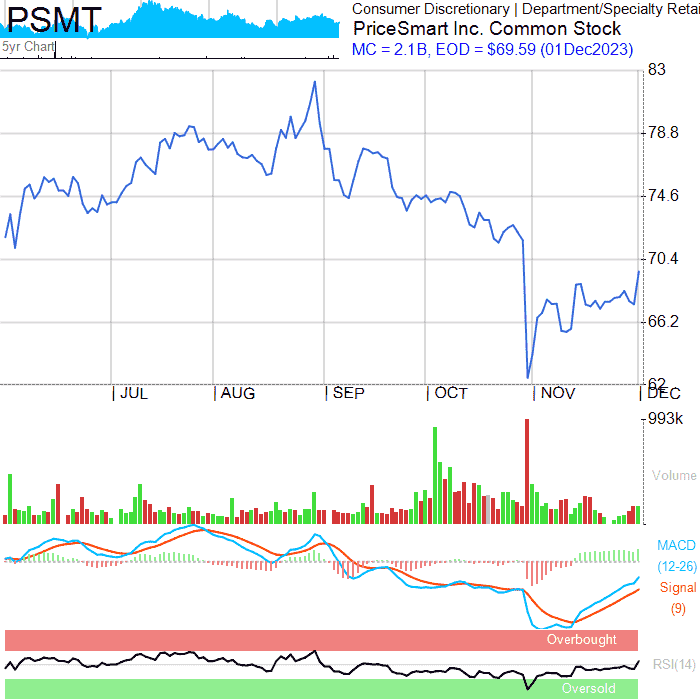 PSMT
5yr Chart
Consumer Discretionary | Department/Specialty Retai
PriceSmart Inc. Common Stock
MC = 2.1B, EOD = $69.59 (01Dec2023)
83
78.8
74.6
70.4
66.2
62
JUL
AUG
SEP
OCT
NOV
DEC
993k
Volume
MACD
(12-26)
Signal
(9)
Overbought
RSI(14)
Oversold